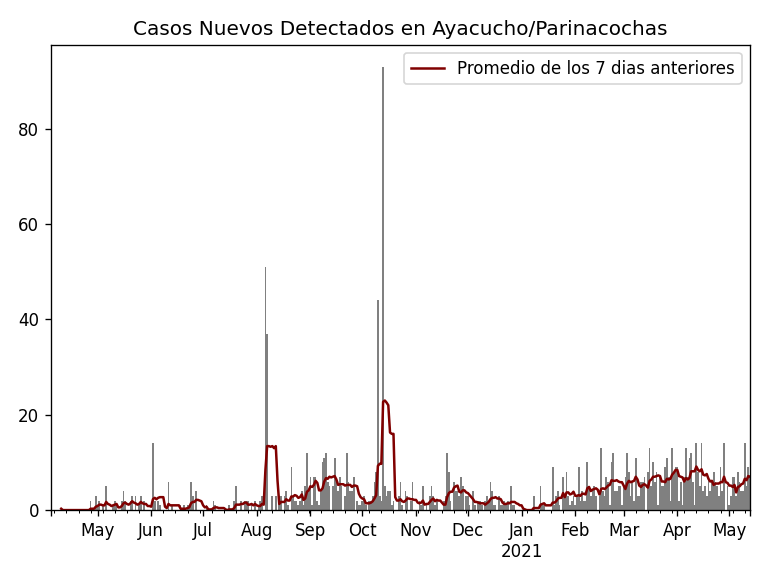 Casos Nuevos Detectados en Ayacucho/Parinacochas
Promedio de los 7 dias anteriores
80
60
40
20
0
May Jun Jul Aug Sep Oct Nov Dec Jan Feb Mar Apr May
2021